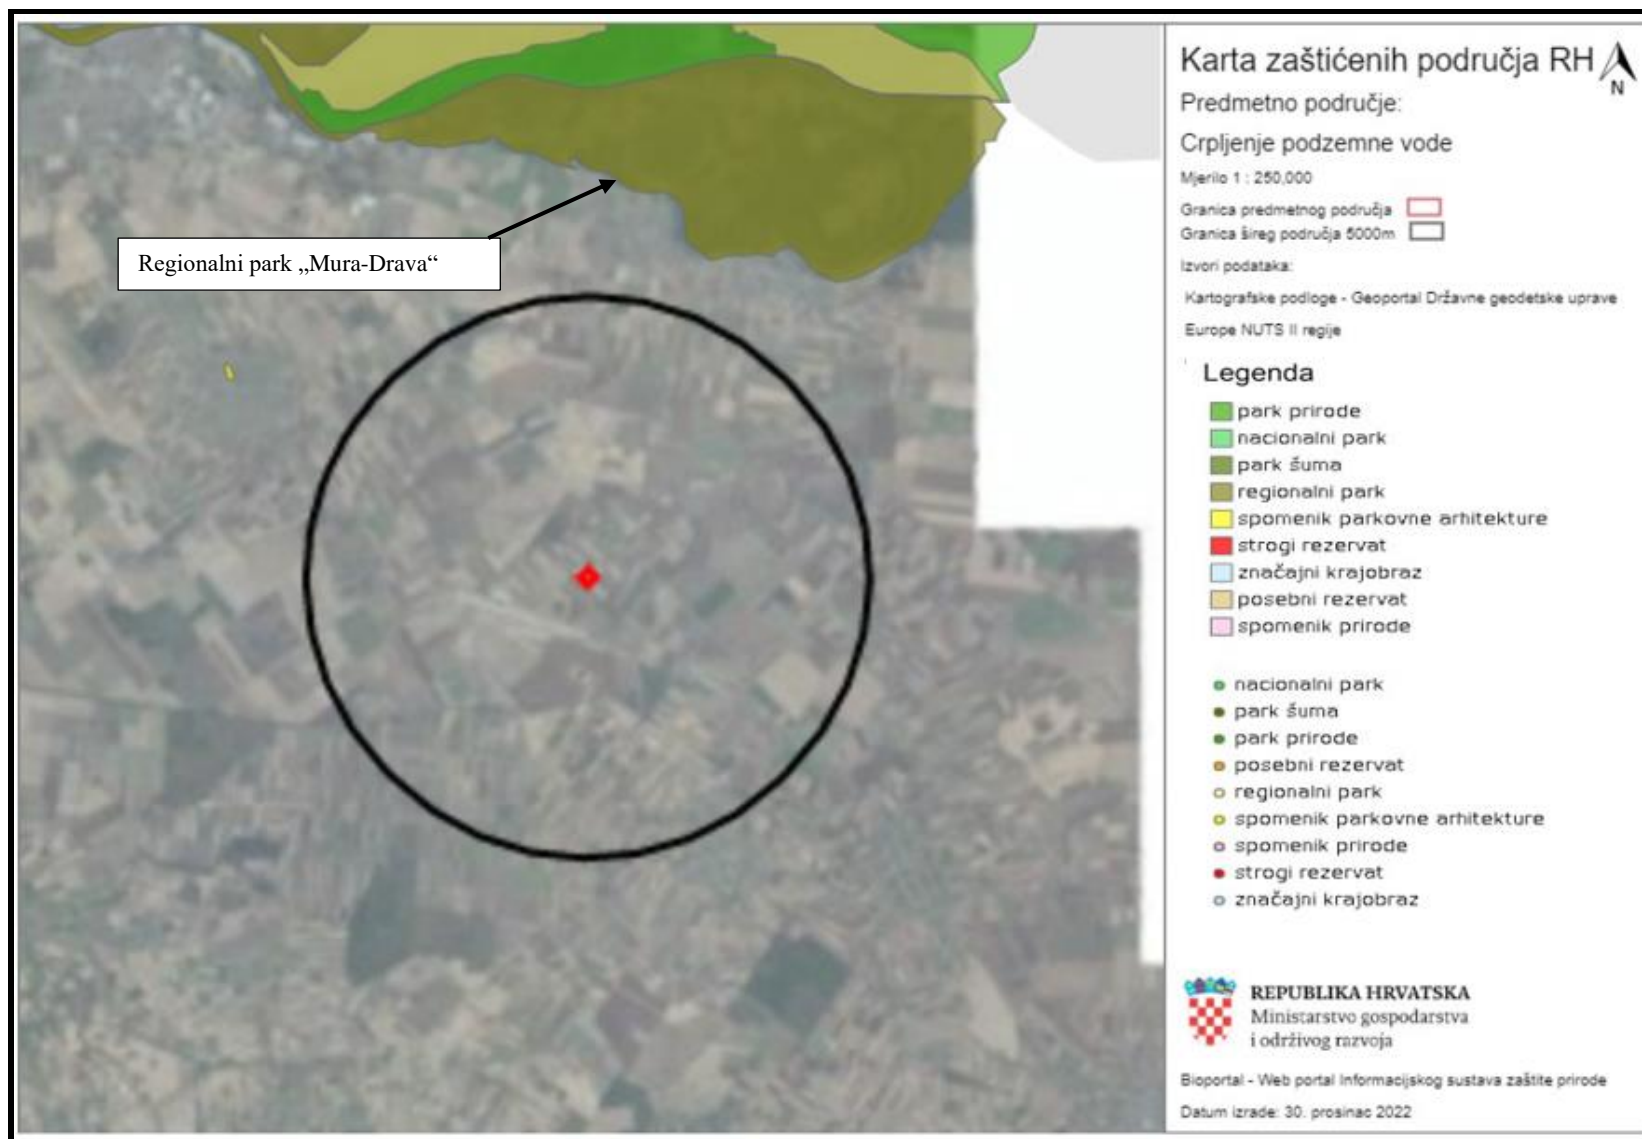 Regionalni park „Mura-Drava“
Karta zaštićenih područja RH
N
Predmetno područje:
Crpljenje podzemne vode
Mjerilo 1 : 250,000
Granica predmetnog područja
Granica šireg područja 5000m
Izvori podataka:
Kartografske podloge - Geoportal Državne geodetske uprave
Europe NUTS II regije
Legenda
park prirode
nacionalni park
park šuma
regionalni park
spomenik parkovne arhitekture
strogi rezervat
značajni krajobraz
posebni rezervat
spomenik prirode
nacionalni park
park šuma
park prirode
posebni rezervat
regionalni park
spomenik parkovne arhitekture
spomenik prirode
strogi rezervat
značajni krajobraz
REPUBLIKA HRVATSKA
Ministarstvo gospodarstva
i održivog razvoja
Bioportal - Web portal Informacijskog sustava zaštite prirode
Datum izrade: 30. prosinac 2022